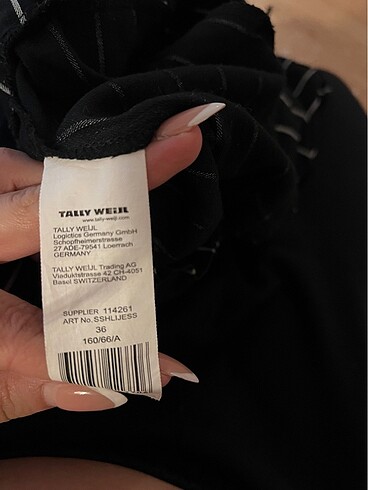 TALLY WEiJL
www.tally-weijl.com
TALLY WEIJL
Logictics Germany GmbH
Schopfheimerstrasse
27 ADE-79541 Loerrach
GERMANY
TALLY WEIJL Trading AG
Viaduktstrasse 42 CH-4051
Basel SWITZERLAND
SUPPLIER 114261
ART No. SSHLIJESS
36
160/66/A